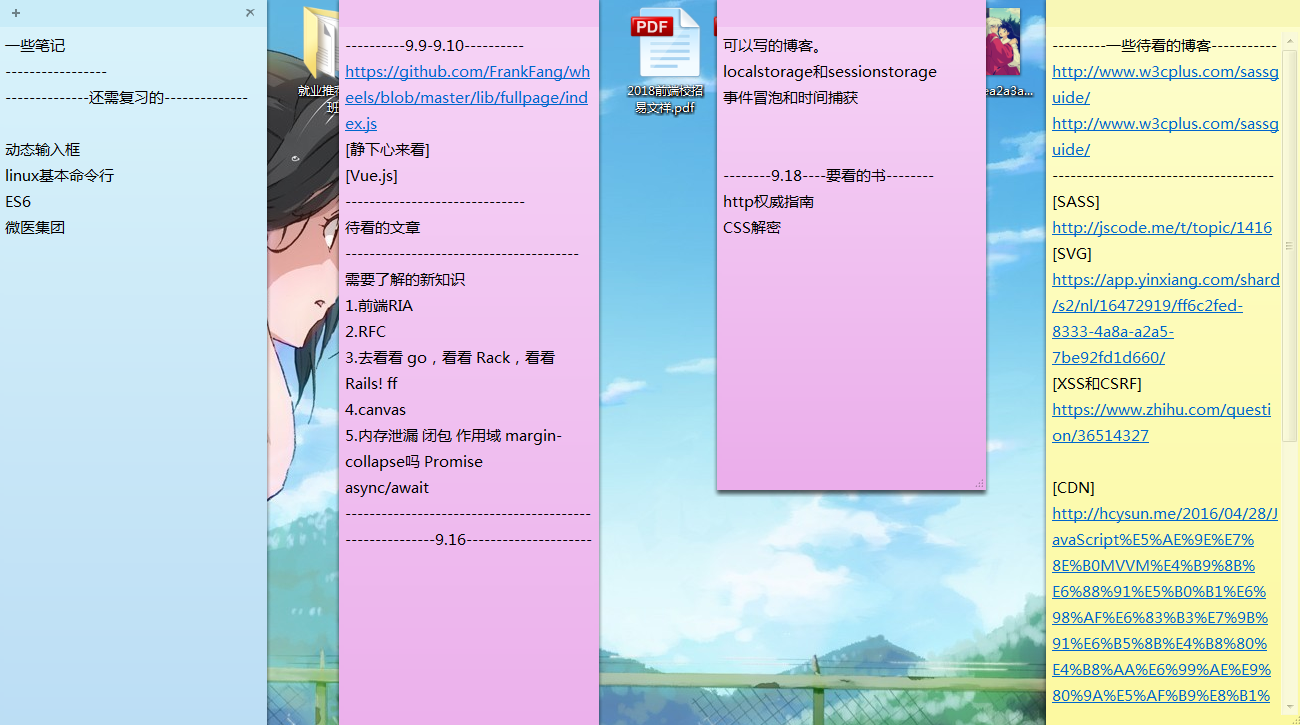 一些笔记
-----------------
--------------还需复习的--------------
动态输入框
linux基本命令行
ES6
微医集团
就业推荐
班
----------9.9-9.10----------
https://github.com/FrankFang/wh
eels/blob/master/lib/fullpage/ind
ex.js
[静下心来看]
[Vue.js]
------------------------------
待看的文章
---------------------------------------
需要了解的新知识
1.前端RIA
2.RFC
3.去看看 go，看看 Rack，看看
Rails! ff
4.canvas
5.内存泄漏 闭包 作用域 margin-
collapse吗 Promise
async/await
-----------------------------------------
---------------9.16---------------------
PDF
2018前端校招
易文祥.pdf
可以写的博客。
localstorage和sessionstorage
事件冒泡和时间捕获
--------9.18----要看的书--------
http权威指南
CSS解密
ea2a3a...
---------一些待看的博客-----------
http://www.w3cplus.com/sassg
uide/
http://www.w3cplus.com/sassg
uide/
-------------------------------------
[SASS]
http://jscode.me/t/topic/1416
[SVG]
https://app.yinxiang.com/shard
/s2/nl/16472919/ff6c2fed-
8333-4a8a-a2a5-
7be92fd1d660/
[XSS和CSRF]
https://www.zhihu.com/questi
on/36514327
[CDN]
http://hcysun.me/2016/04/28/J
avaScript%E5%AE%9E%E7%
8E%B0MVVM%E4%B9%8B%
E6%88%91%E5%B0%B1%E6%
98%AF%E6%83%B3%E7%9B%
91%E6%B5%8B%E4%B8%80%
E4%B8%AA%E6%99%AE%E9%
80%9A%E5%AF%B9%E8%B1%